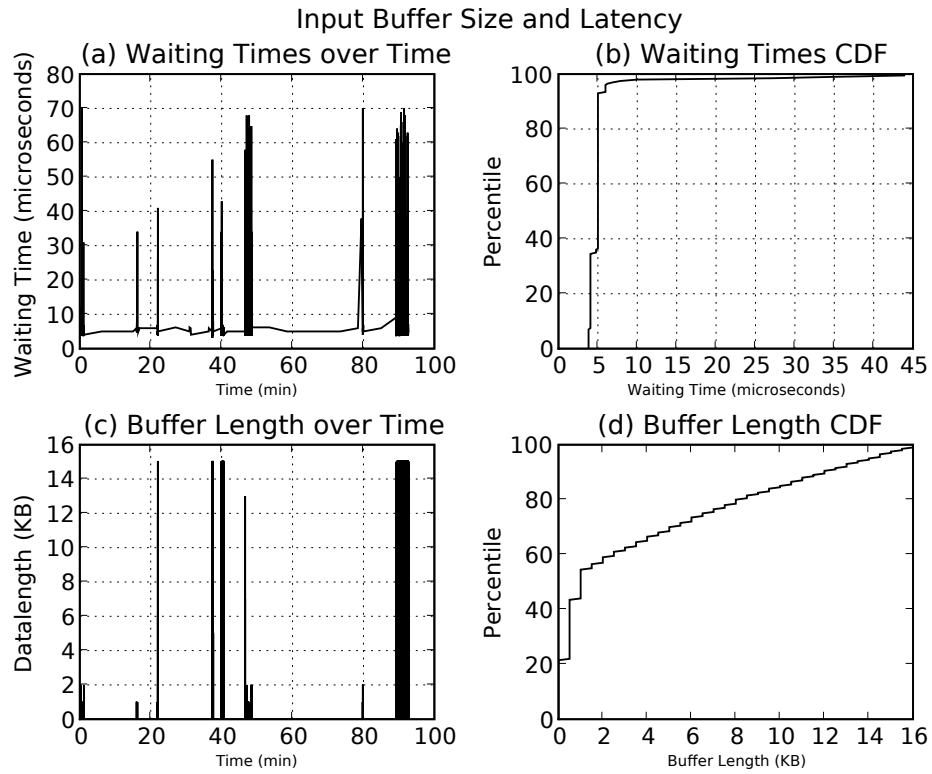 Input Buffer Size and Latency
(a) Waiting Times over Time
80
70
60
50
40
30
20
10
0
Waiting Time (microseconds)
0 20 40 60 80 100
Time (min)
(b) Waiting Times CDF
100
80
60
40
20
0
Percentile
0 5 10 15 20 25 30 35 40 45
Waiting Time (microseconds)
(c) Buffer Length over Time
16
14
12
10
8
6
4
2
0
Datalength (KB)
0 20 40 60 80 100
Time (min)
(d) Buffer Length CDF
100
80
60
40
20
0
Percentile
0 2 4 6 8 10 12 14 16
Buffer Length (KB)